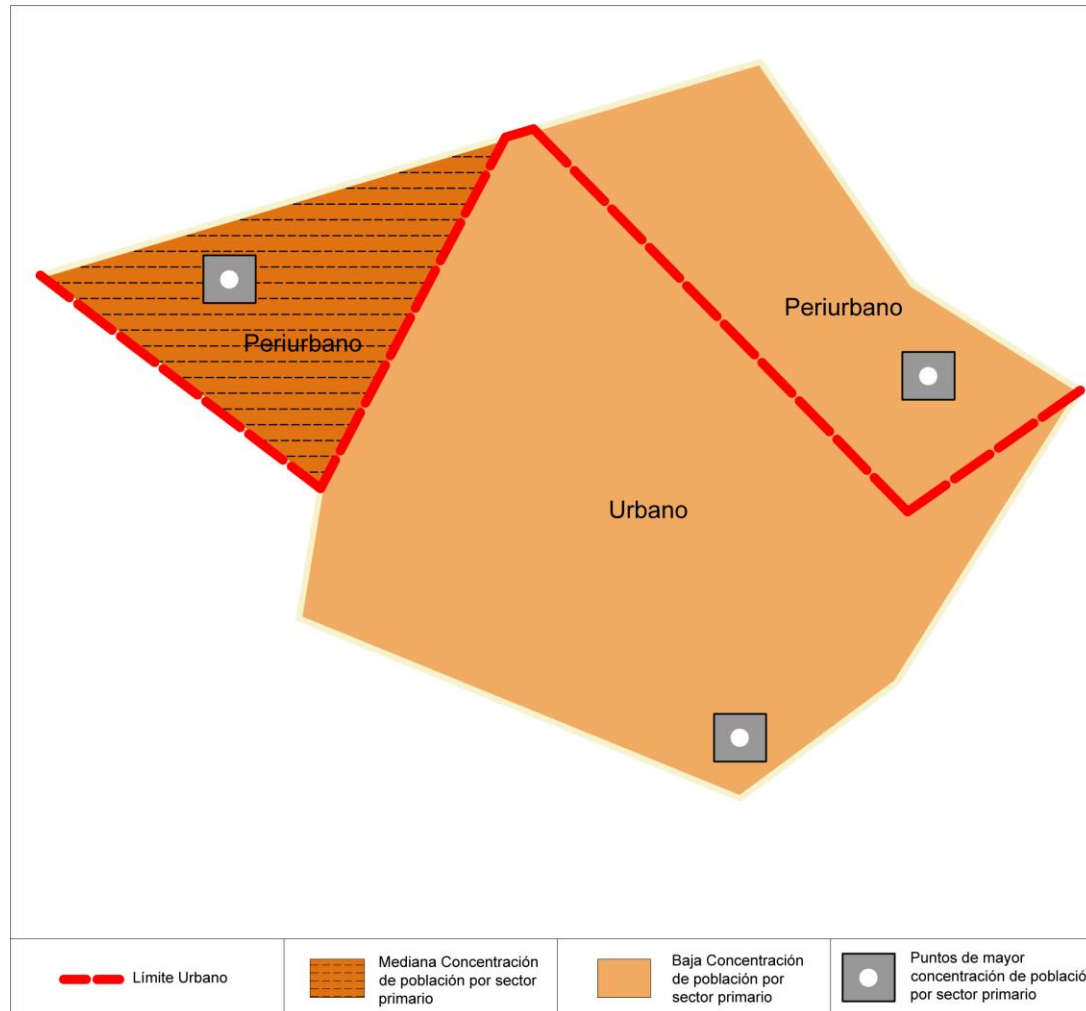 Periurbano
Periurbano
Urbano
Límite Urbano
Mediana Concentración
de población por sector
primario
Baja Concentración
de población por
sector primario
Puntos de mayor
concentración de población
por sector primario